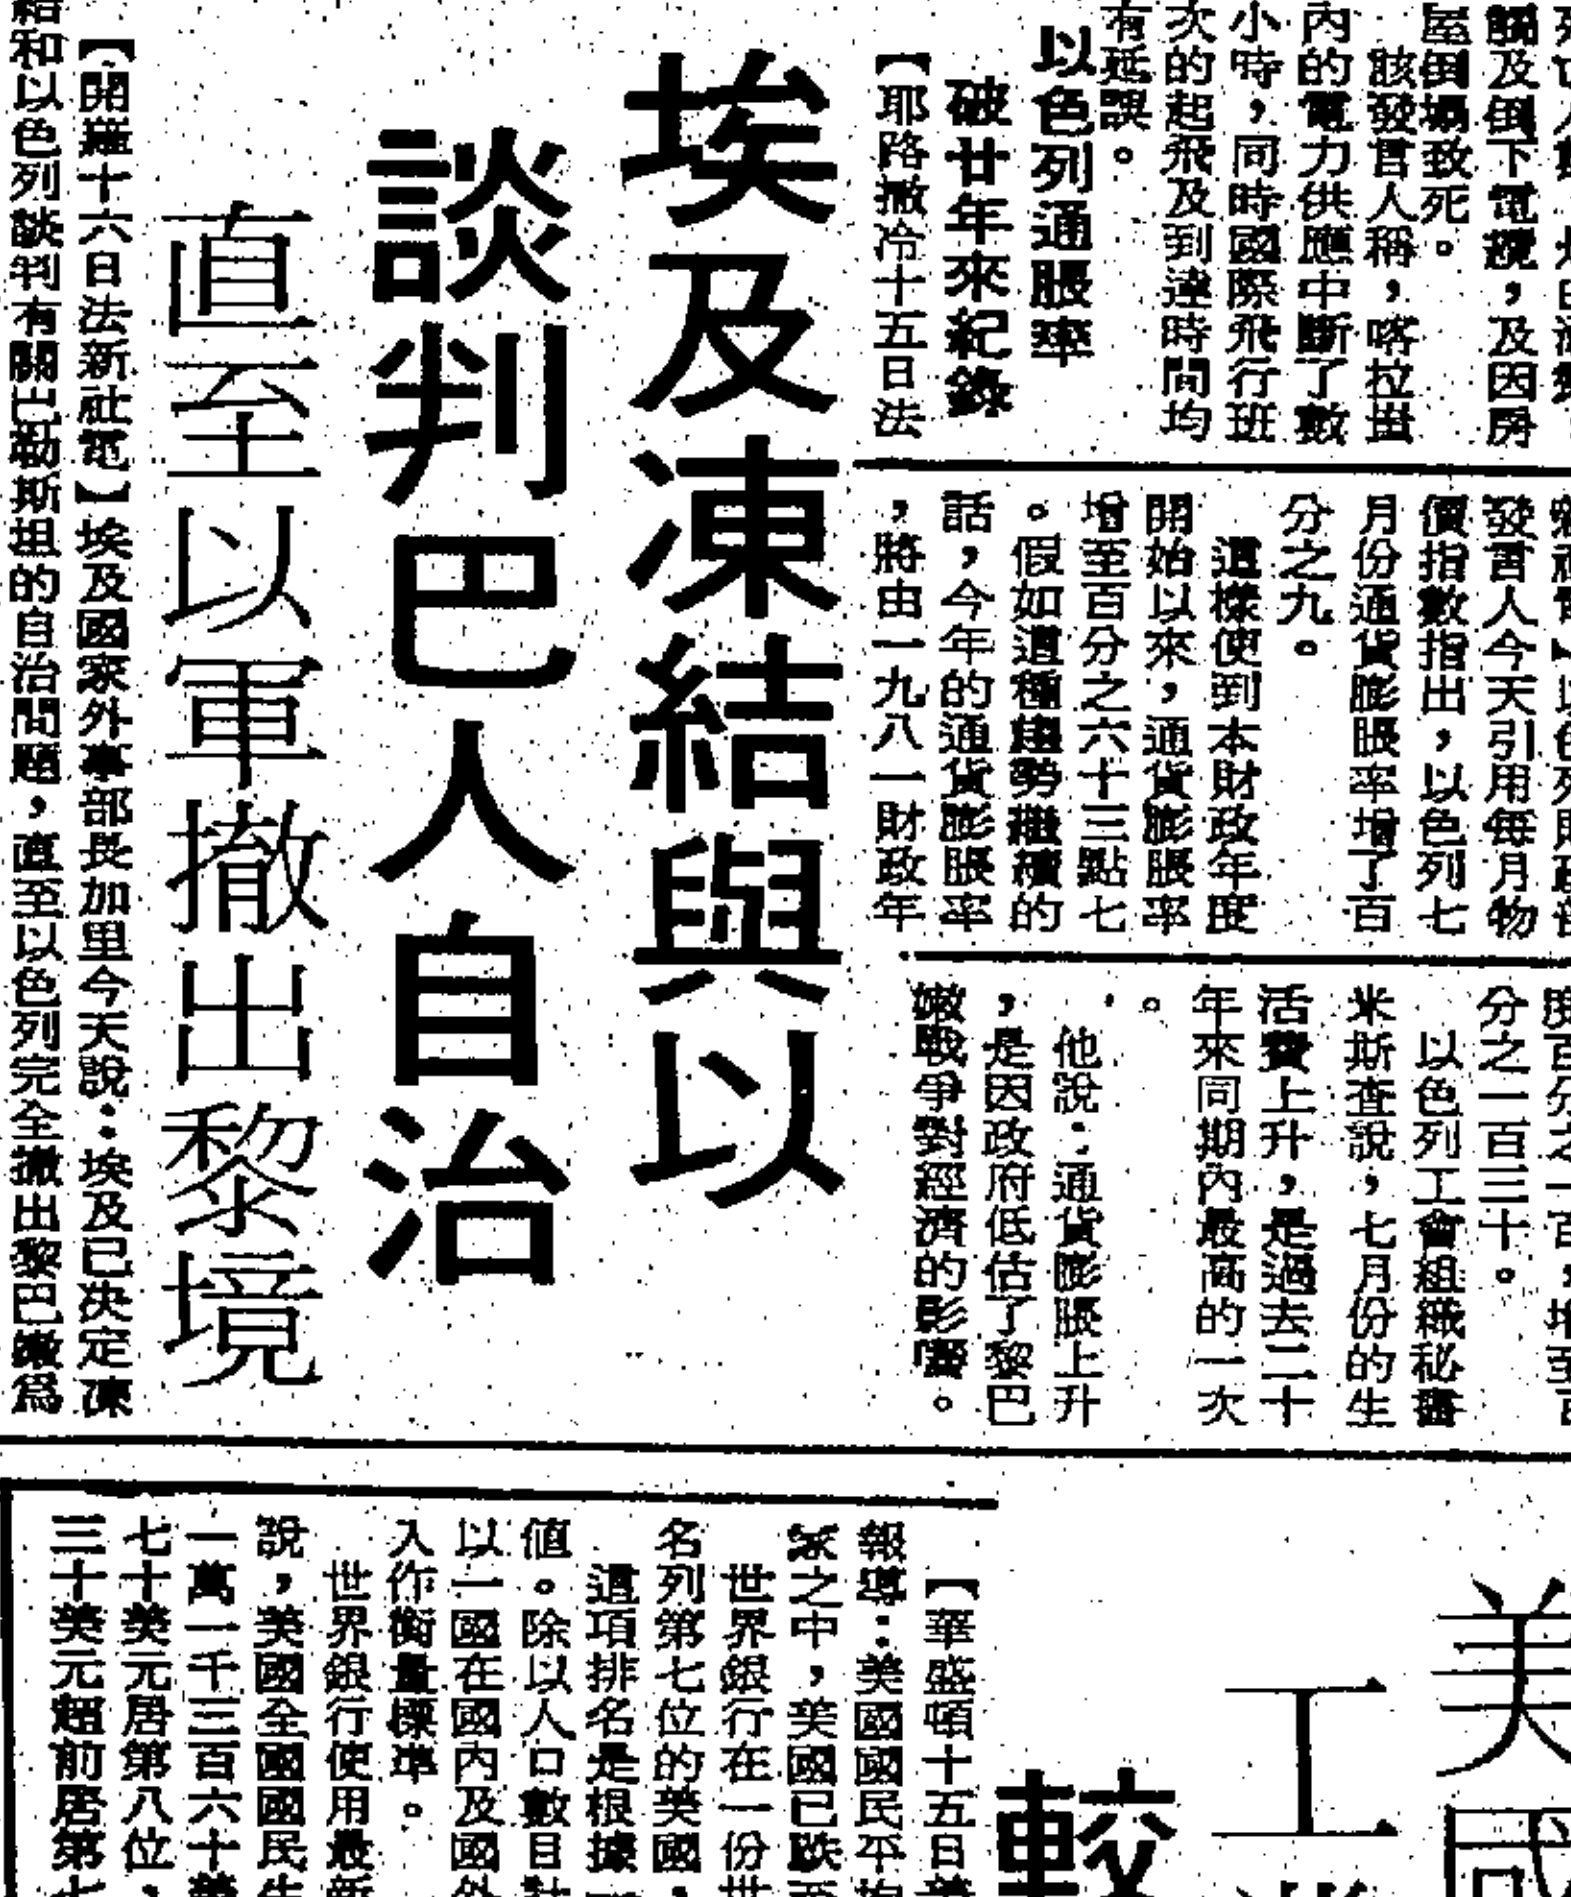 觸及倒下電纜，及因房
屋倒塌致死。
該發言人稱，喀拉蚩
內的電力供應中斷了數
小時，同時國際飛行班
次的起飛及到達時間均
有延誤。
以色列通脹率
破廿年來紀錄
【耶路撒冷十五日法
發言人今天引用每月物
價指數指出，以色列七
月份通貨膨脹率增了百
分之九。
這樣使到本財政年度
開始以來，通貨膨脹率
增至百分之六十三點七
。假如這種趨勢繼續的
話，今年的通貨膨脹率
，將由一九八一財政年
分之一百三十。
以色列工會組織秘書
米斯查說，七月份的生
活費上升，是過去二十
年來同期內最高的一次
。
他說：通貨膨脹上升
，是因政府低估了黎巴
嫩戰爭對經濟的影響。
埃及凍結與以
談判巴人自治
直至以軍撤出黎境
【開羅十六日法新社電】埃及國家外事部長加里今天說：埃及已決定凍
結和以色列談判有關巴勒斯坦的自治問題，直至以色列完全撤出黎巴嫩爲
美國
工
較
【華盛頓十五日
報導：美國國民平均
家之中，美國已跌至
世界銀行在一份世
名列第七位的美國，
這項排名是根據一
值。除以人口數目計
以一國在國內及國外
入作衡量標準。
世界銀行使用最新
說，美國全國國民生
一萬一千三百六十美
七十美元居第八位，
三十美元超前居第七